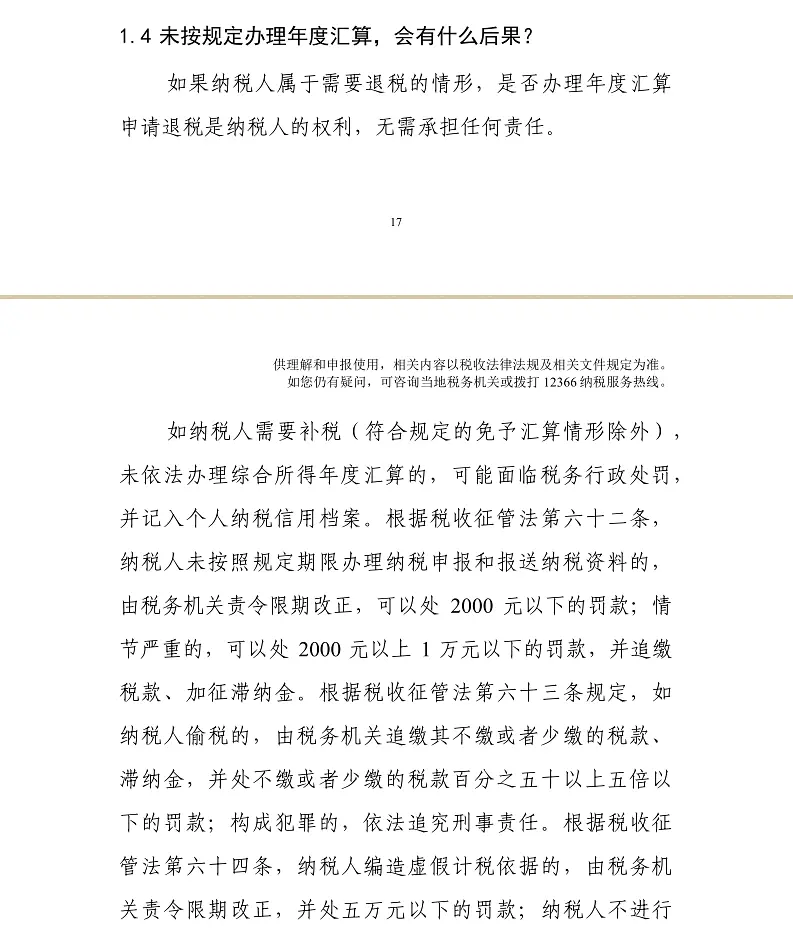 1.4 未按规定办理年度汇算，会有什么后果？
如果纳税人属于需要退税的情形，是否办理年度汇算
申请退税是纳税人的权利，无需承担任何责任。
17
供理解和申报使用，相关内容以税收法律法规及相关文件规定为准。
如您仍有疑问，可咨询当地税务机关或拨打 12366 纳税服务热线。
如纳税人需要补税（符合规定的免予汇算情形除外），
未依法办理综合所得年度汇算的，可能面临税务行政处罚，
并记入个人纳税信用档案。根据税收征管法第六十二条，
纳税人未按照规定期限办理纳税申报和报送纳税资料的，
由税务机关责令限期改正，可以处 2000 元以下的罚款；情
节严重的，可以处 2000 元以上 1 万元以下的罚款，并追缴
税款、加征滞纳金。根据税收征管法第六十三条规定，如
纳税人偷税的，由税务机关追缴其不缴或者少缴的税款、
滞纳金，并处不缴或者少缴的税款百分之五十以上五倍以
下的罚款；构成犯罪的，依法追究刑事责任。根据税收征
管法第六十四条，纳税人编造虚假计税依据的，由税务机
关责令限期改正，并处五万元以下的罚款；纳税人不进行